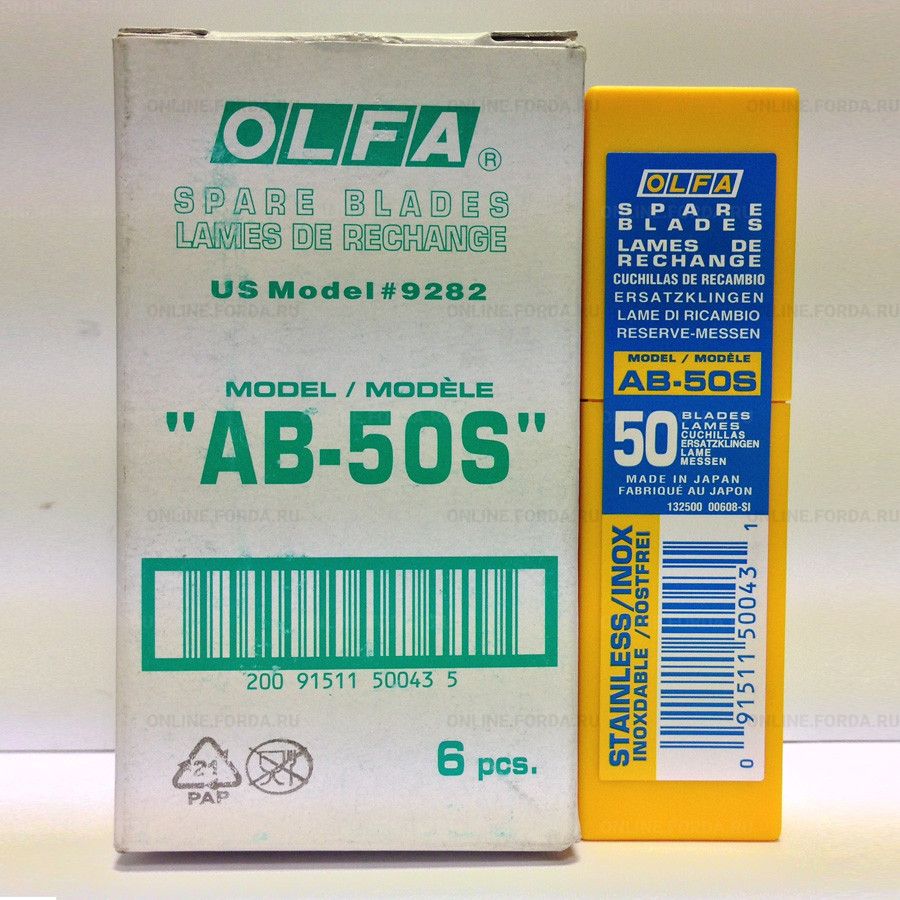 OLFA®
SPARE BLADES
LAMES DE RECHANGE
US Model#9282
MODEL / MODÈLE
"AB-50S"
200 91511 50043 5
21
PAP
6 pcs.
OLFA
SPARE
BLADES
LAMES DE
RECHANGE
CUCHILLAS DE RECAMBIO
ERSATZKLINGEN
LAME DI RICAMBIO
RESERVE-MESSEN
MODEL / MODÈLE
AB-50S
50
BLADES
LAMES
CUCHILLAS
ERSATZKLINGEN
LAME
MESSEN
MADE IN JAPAN
FABRIQUÉ AU JAPON
132500 00608-SI
STAINLESS/INOX
INOXDABLE /ROSTFREI
0 91511 50043 1
ONLINE.FORDA.RU